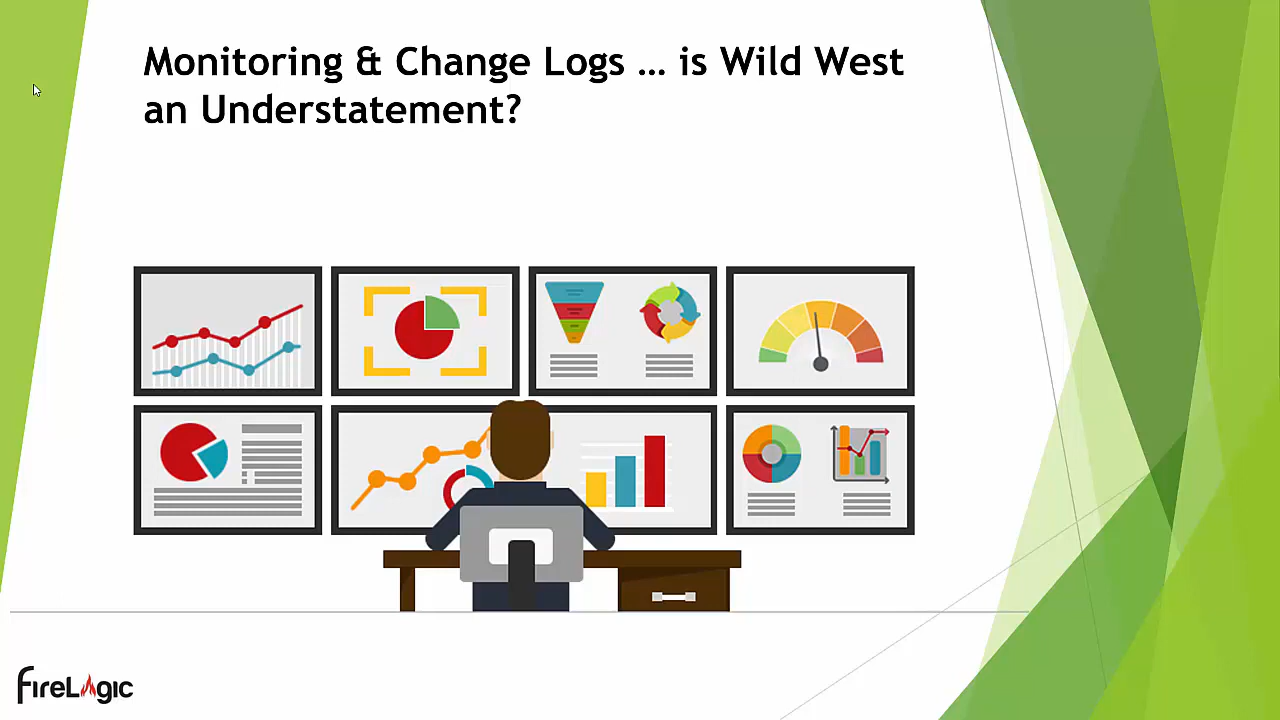 Monitoring & Change Logs ... is Wild West
an Understatement?
FireLogic